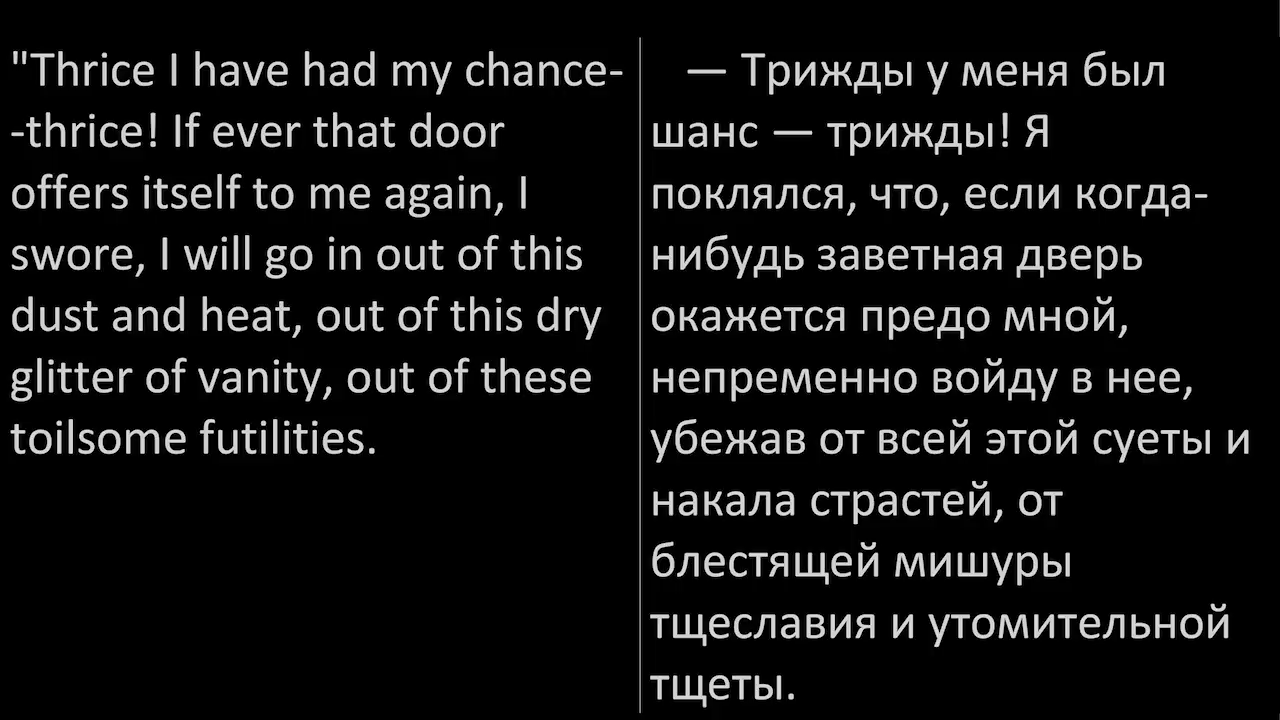 "Thrice I have had my chance-
-thrice! If ever that door
offers itself to me again, I
swore, I will go in out of this
dust and heat, out of this dry
glitter of vanity, out of these
toilsome futilities.
— Трижды у меня был
шанс — трижды! Я
поклялся, что, если когда-
нибудь заветная дверь
окажется предо мной,
непременно войду в нее,
убежав от всей этой суеты и
накала страстей, от
блестящей мишуры
тщеславия и утомительной
тщеты.